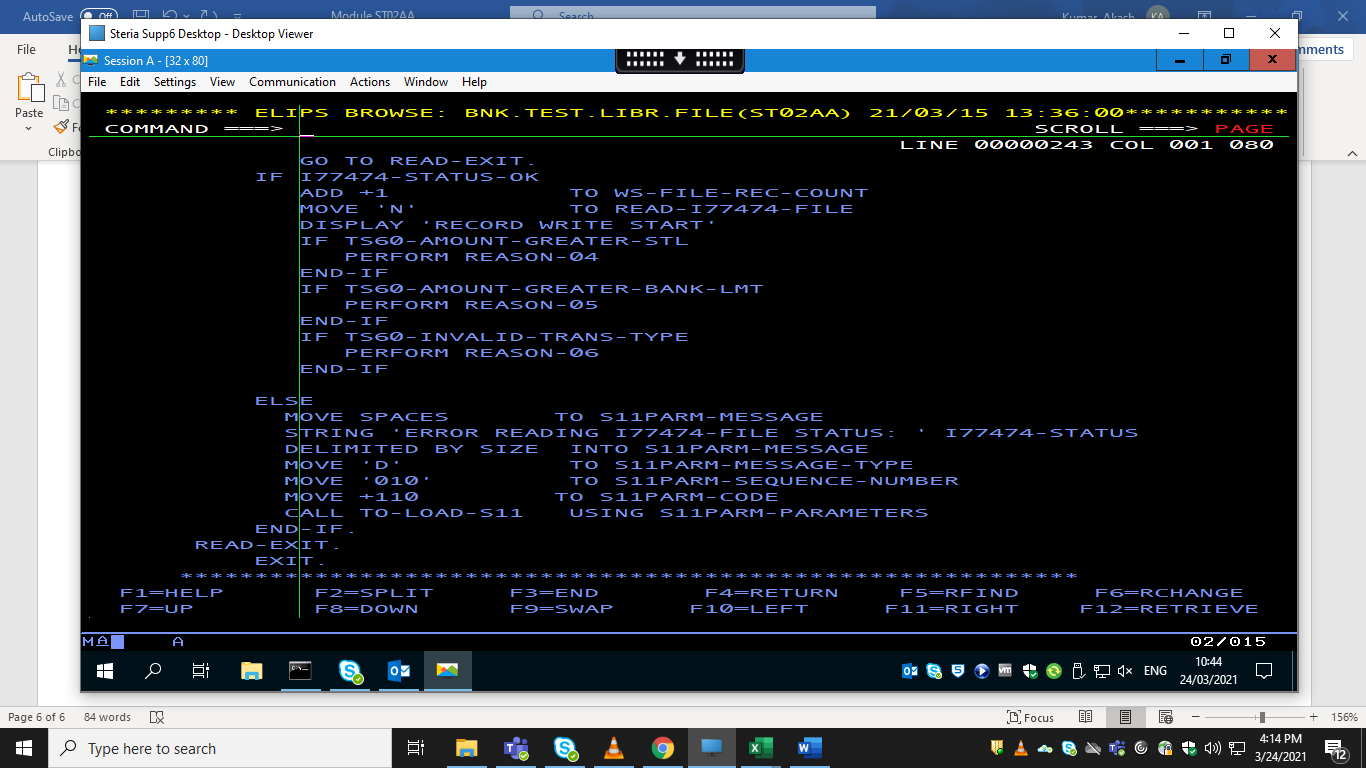 AutoSave Off Module ST02AA Search Kumar, Akash KA
Steria Supp6 Desktop - Desktop Viewer
File
Session A - [32 x 80]
File Edit Settings View Communication Actions Window Help
Paste
********* ELIPS BROWSE: BNK.TEST.LIBR.FILE(ST02AA) 21/03/15 13:36:00***********
COMMAND ===> SCROLL ===> PAGE
LINE 00000243 COL 001 080
GO TO READ-EXIT.
IF I77474-STATUS-OK
ADD +1 TO WS-FILE-REC-COUNT
MOVE 'N' TO READ-I77474-FILE
DISPLAY 'RECORD WRITE START'
IF TS60-AMOUNT-GREATER-STL
PERFORM REASON-04
END-IF
IF TS60-AMOUNT-GREATER-BANK-LMT
PERFORM REASON-05
END-IF
IF TS60-INVALID-TRANS-TYPE
PERFORM REASON-06
END-IF
ELSE
MOVE SPACES TO S11PARM-MESSAGE
STRING 'ERROR READING I77474-FILE STATUS: ' I77474-STATUS
DELIMITED BY SIZE INTO S11PARM-MESSAGE
MOVE 'D' TO S11PARM-MESSAGE-TYPE
MOVE '010' TO S11PARM-SEQUENCE-NUMBER
MOVE +110 TO S11PARM-CODE
CALL TO-LOAD-S11 USING S11PARM-PARAMETERS
END-IF.
READ-EXIT.
EXIT.
************************************************************
F1=HELP F2=SPLIT F3=END F4=RETURN F5=RFIND F6=RCHANGE
F7=UP F8=DOWN F9=SWAP F10=LEFT F11=RIGHT F12=RETRIEVE
MA A 02/015
ENG 10:44
24/03/2021
Page 6 of 6 84 words Focus 156%
Type here to search 4:14 PM
3/24/2021 12